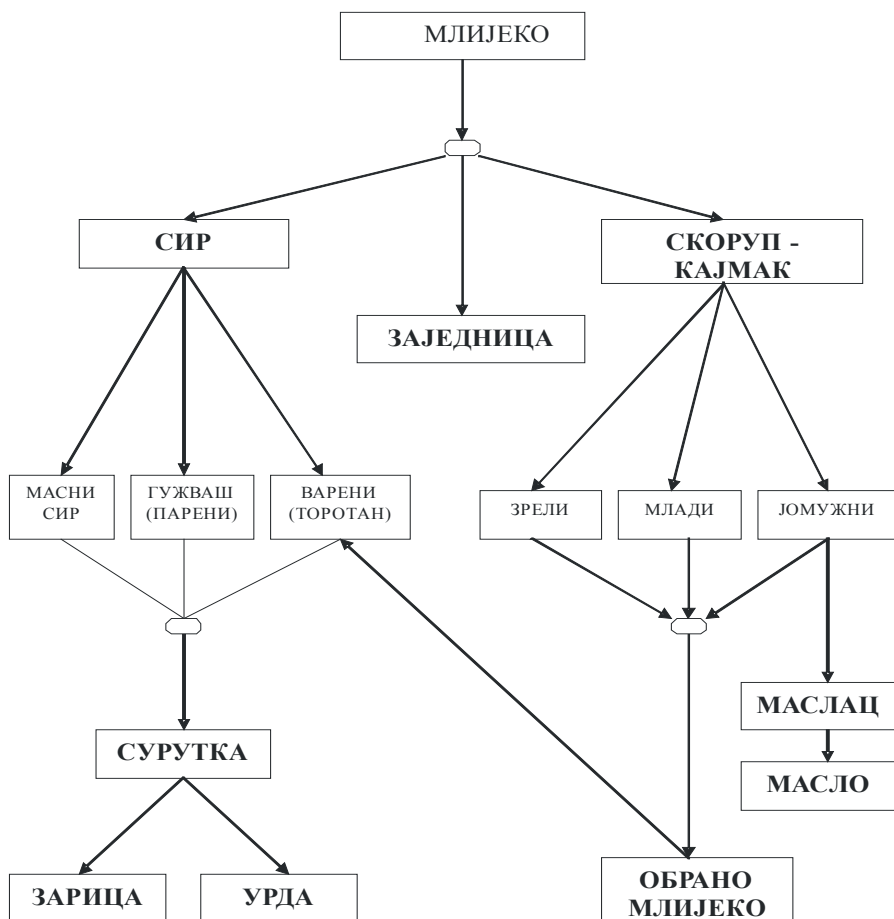 МЛИЈЕКО
СИР
СКОРУП -
КАЈМАК
ЗАЈЕДНИЦА
МАСНИ
СИР
ГУЖВАШ
(ПАРЕНИ)
ВАРЕНИ
(ТОРОТАН)
ЗРЕЛИ
МЛАДИ
ЈОМУЖНИ
МАСЛАЦ
СУРУТКА
МАСЛО
ЗАРИЦА
УРДА
ОБРАНО
МЛИЈЕКО